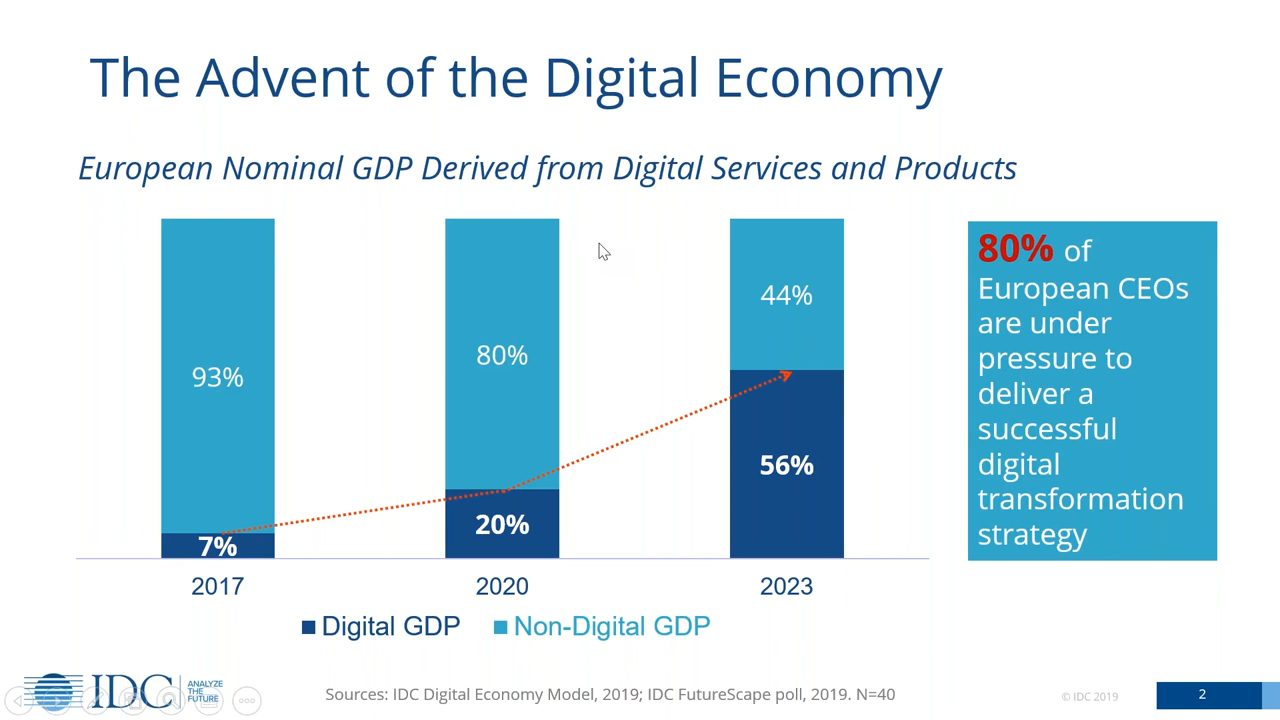 The Advent of the Digital Economy
European Nominal GDP Derived from Digital Services and Products
93%
80%
44%
7%
20%
56%
2017
2020
2023
Digital GDP
Non-Digital GDP
80% of
European CEOs
are under
pressure to
deliver a
successful
digital
transformation
strategy
IDC
ANALYZE
THE
FUTURE
Sources: IDC Digital Economy Model, 2019; IDC FutureScape poll, 2019. N=40
© IDC 2019
2